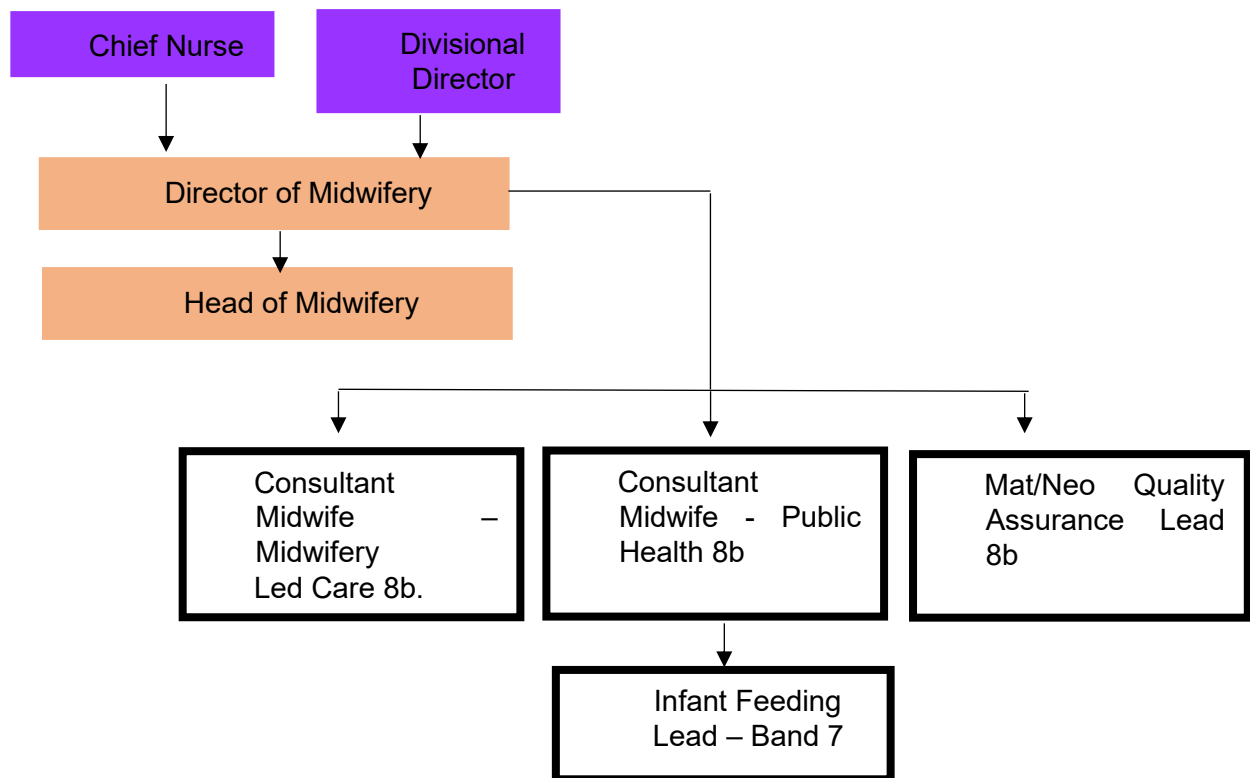 Chief Nurse
Divisional
Director
Director of Midwifery
Head of Midwifery
Consultant
Midwife –
Midwifery
Led Care 8b.
Consultant
Midwife - Public
Health 8b
Mat/Neo Quality
Assurance Lead
8b
Infant Feeding
Lead – Band 7